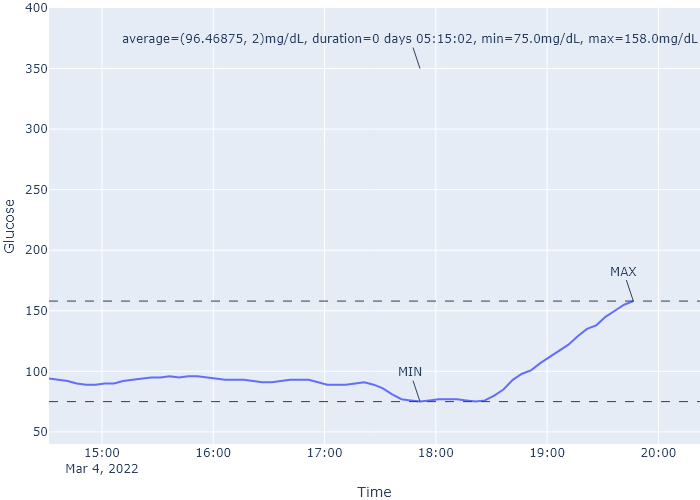 400
average=(96.46875, 2)mg/dL, duration=0 days 05:15:02, min=75.0mg/dL, max=158.0mg/dL
350
300
250
200
Glucose
MAX
150
MIN
100
50
15:00 16:00 17:00 18:00 19:00 20:00
Mar 4, 2022
Time